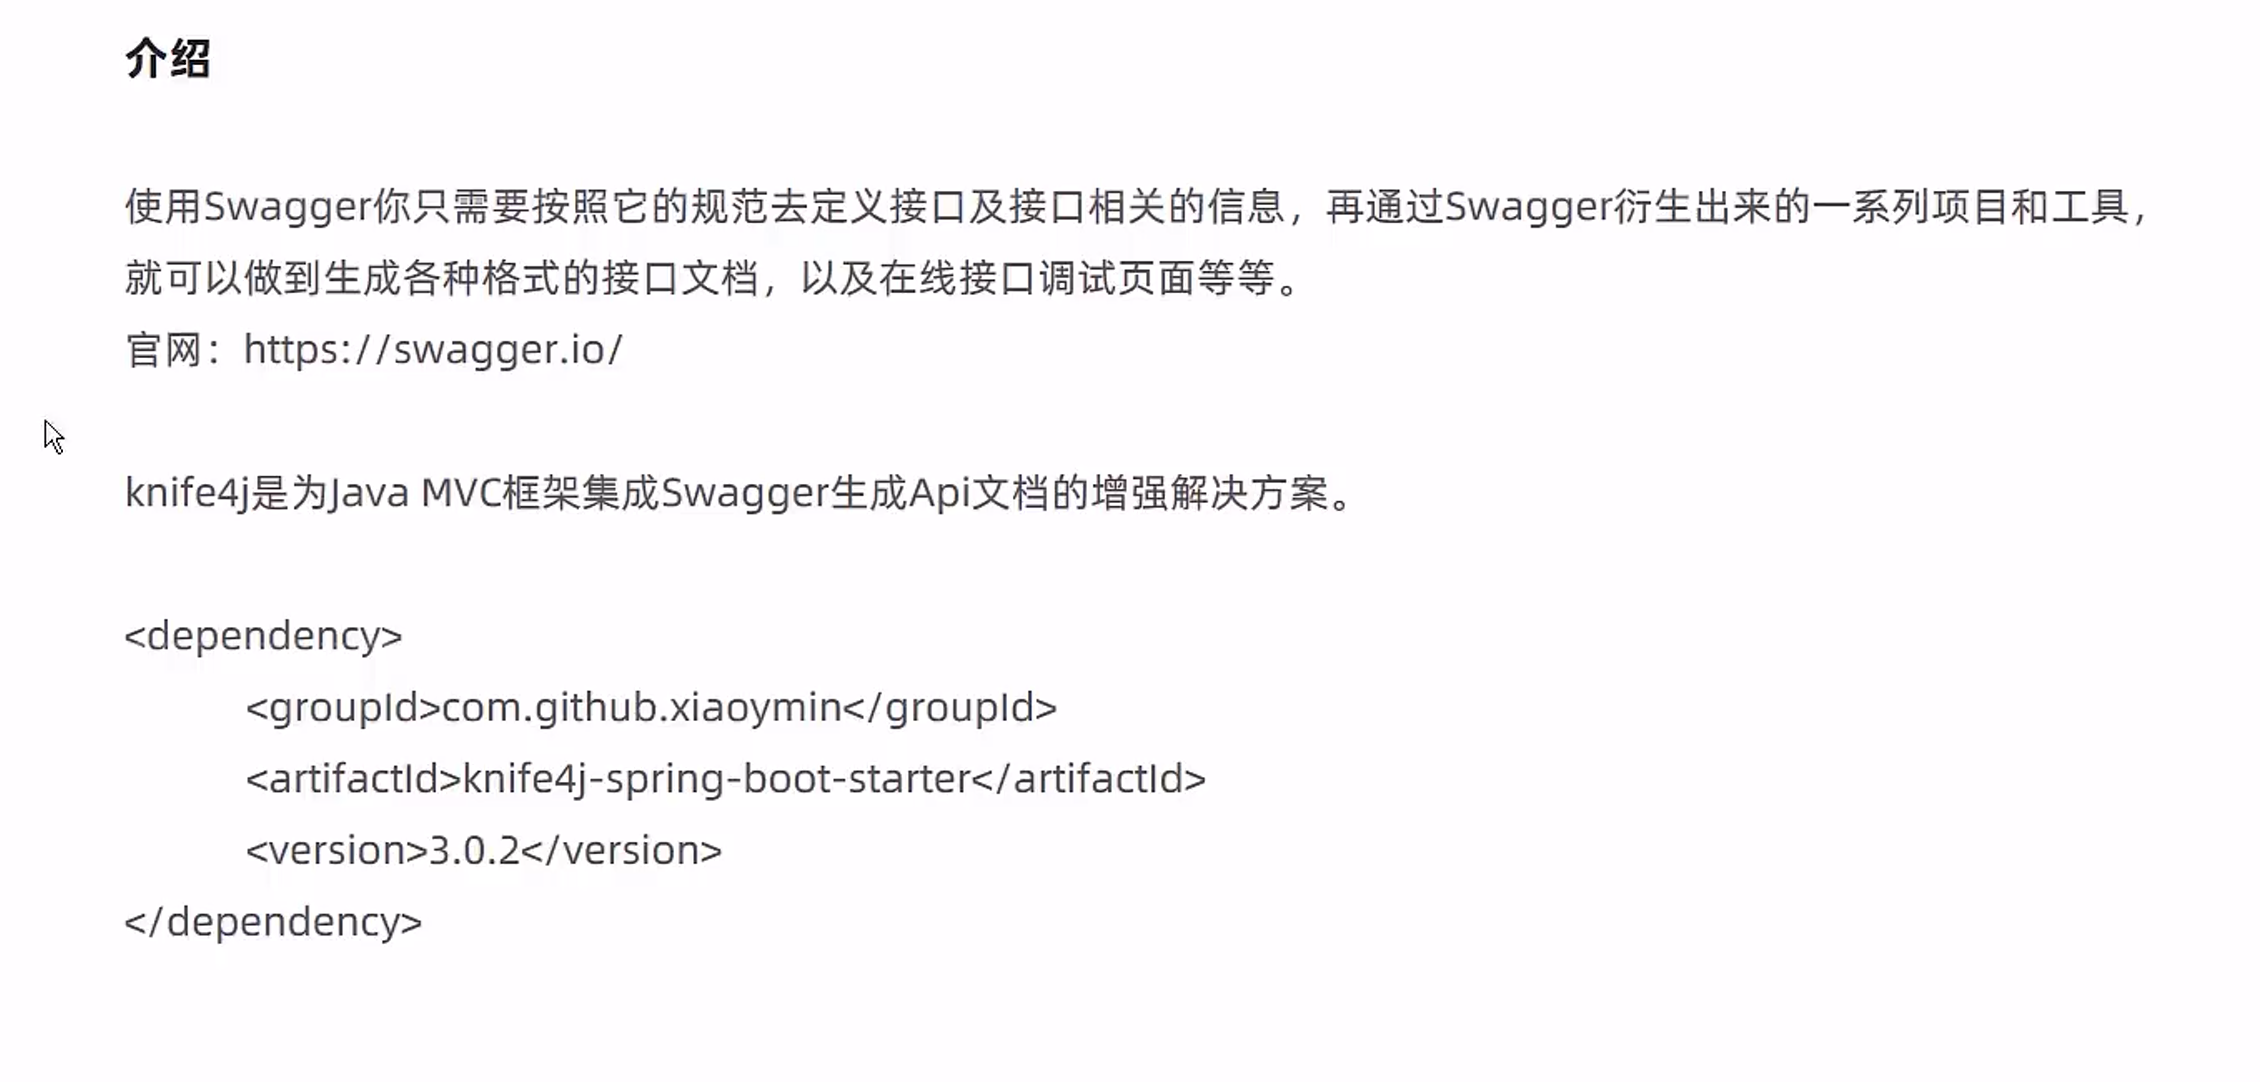 介绍
使用Swagger你只需要按照它的规范去定义接口及接口相关的信息，再通过Swagger衍生出来的一系列项目和工具，
就可以做到生成各种格式的接口文档，以及在线接口调试页面等等。
官网：https://swagger.io/
knife4j是为Java MVC框架集成Swagger生成Api文档的增强解决方案。
<dependency>
<groupId>com.github.xiaoymin</groupId>
<artifactId>knife4j-spring-boot-starter</artifactId>
<version>3.0.2</version>
</dependency>